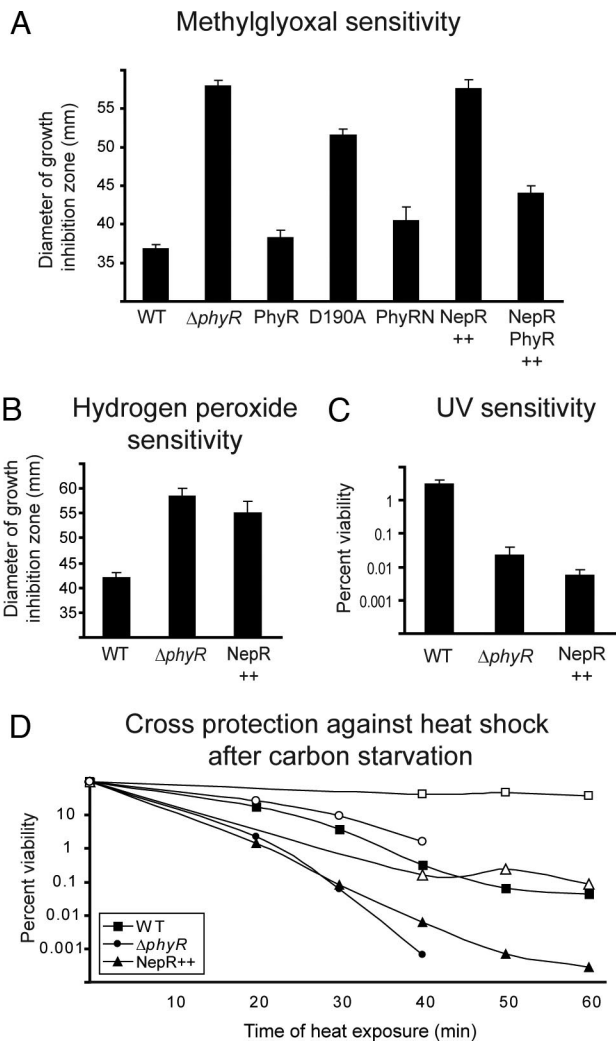 A
Methylglyoxal sensitivity
Diameter of growth
inhibition zone (mm)
55
50
45
40
35
WT
ΔphyR
PhyR
D190A
PhyRN
NepR
++
NepR
PhyR
++
B
Hydrogen peroxide
sensitivity
Diameter of growth
inhibition zone (mm)
60
55
50
45
35
WT
ΔphyR
NepR
++
C
UV sensitivity
Percent viability
1
0.1
0.01
0.001
WT
ΔphyR
NepR
++
D
Cross protection against heat shock
after carbon starvation
Percent viability
10
1
0.1
0.01
0.001
WT
ΔphyR
NepR++
10
20
30
40
50
60
Time of heat exposure (min)